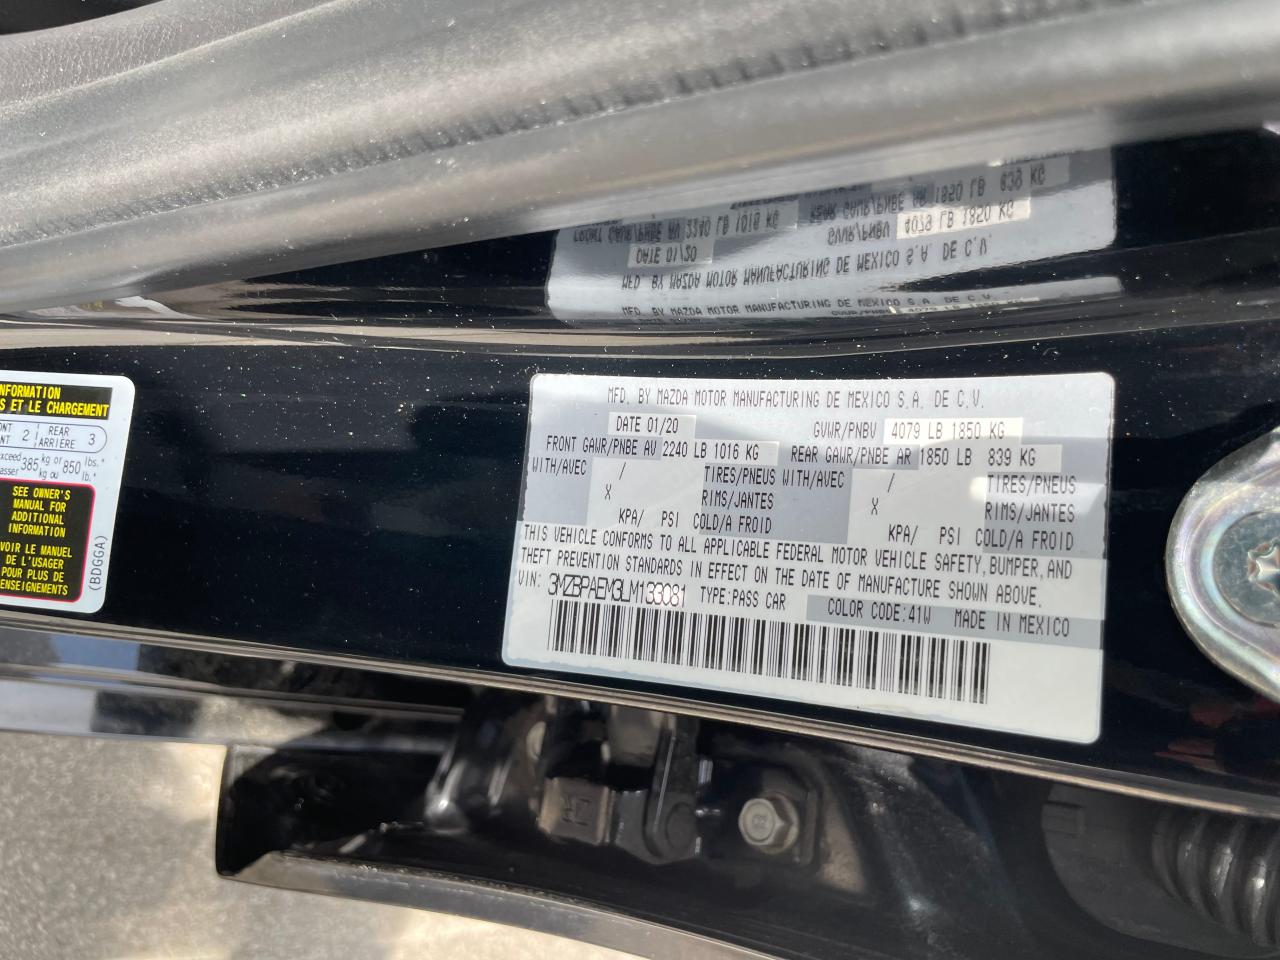 NFORMATION
S ET LE CHARGEMENT
2 REAR ARRIÈRE 3
385 kg or kg ou 850 lbs.* lb.*
SEE OWNER'S
MANUAL FOR
ADDITIONAL
INFORMATION
VOIR LE MANUEL
DE L'USAGER
POUR PLUS DE
ENSEIGNEMENTS
(BDGGA)
MFD. BY MAZDA MOTOR MANUFACTURING DE MEXICO S.A. DE C.V.
DATE 01/20 GVWR/PNBV 4079 LB 1850 KG
FRONT GAWR/PNBE AV 2240 LB 1016 KG REAR GAWR/PNBE AR 1850 LB 839 KG
WITH/AVEC / TIRES/PNEUS WITH/AVEC / TIRES/PNEUS
X RIMS/JANTES X RIMS/JANTES
KPA/ PSI COLD/A FROID KPA/ PSI COLD/A FROID
THIS VEHICLE CONFORMS TO ALL APPLICABLE FEDERAL MOTOR VEHICLE SAFETY, BUMPER, AND
THEFT PREVENTION STANDARDS IN EFFECT ON THE DATE OF MANUFACTURE SHOWN ABOVE.
VIN: 3MZBPAEM3LM133081 TYPE:PASS CAR COLOR CODE:41W MADE IN MEXICO